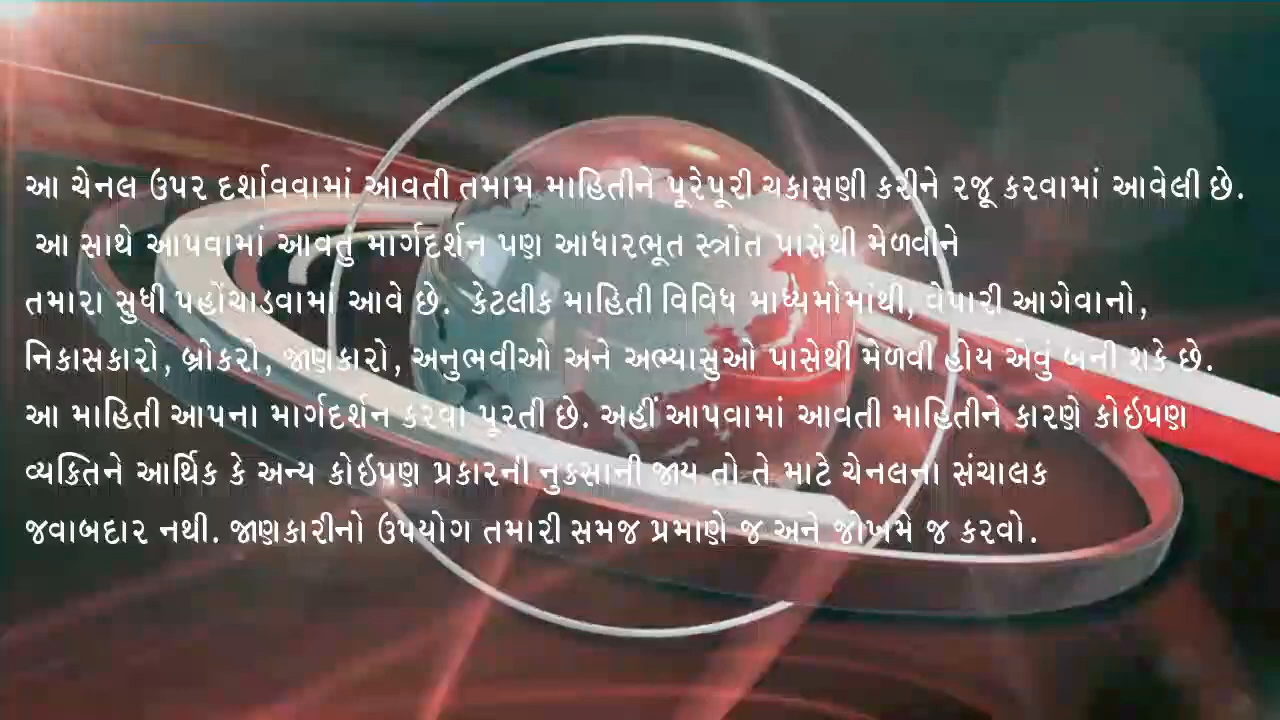 આ ચેનલ ઉપર દર્શાવવામાં આવતી તમામ માહિતીને પૂરેપૂરી ચકાસણી કરીને રજૂ કરવામાં આવેલી છે.
આ સાથે આપવામાં આવતું માર્ગદર્શન પણ આધારભૂત સ્ત્રોત પાસેથી મેળવીને
તમારા સુધી પહોંચાડવામાં આવે છે. કેટલીક માહિતી વિવિધ માધ્યમોમાંથી, વેપારી આગેવાનો,
નિકાસકારો, બ્રોકરો, જાણકારો, અનુભવીઓ અને અભ્યાસુઓ પાસેથી મેળવી હોય એવું બની શકે છે.
આ માહિતી આપના માર્ગદર્શન કરવા પૂરતી છે. અહીં આપવામાં આવતી માહિતીને કારણે કોઇપણ
વ્યક્તિને આર્થિક કે અન્ય કોઇપણ પ્રકારની નુકસાની જાય તો તે માટે ચેનલના સંચાલક
જવાબદાર નથી. જાણકારીનો ઉપયોગ તમારી સમજ પ્રમાણે જ અને જોખમે જ કરવો.